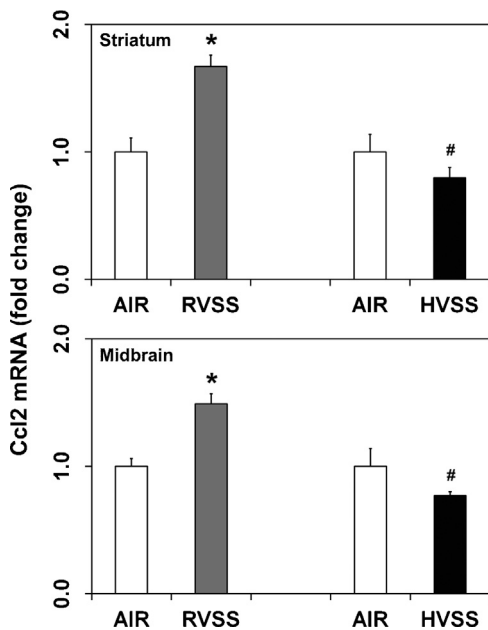 Ccl2 mRNA (fold change)
2.0
Striatum
*
#
1.0
0.0
AIR RVSS AIR HVSS
2.0
Midbrain
*
#
1.0
0.0
AIR RVSS AIR HVSS